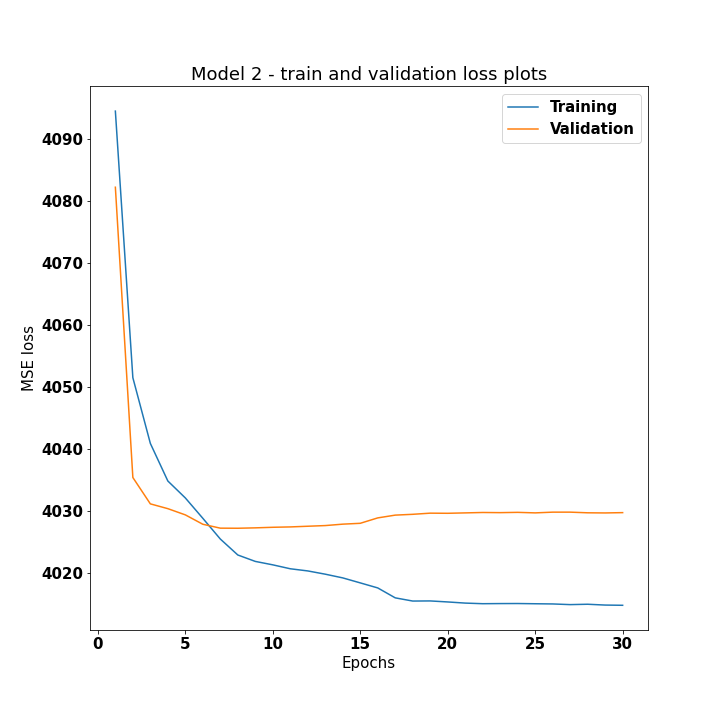 Model 2 - train and validation loss plots
Training
Validation
4090
4080
4070
4060
4050
4040
4030
4020
MSE loss
0 5 10 15 20 25 30
Epochs